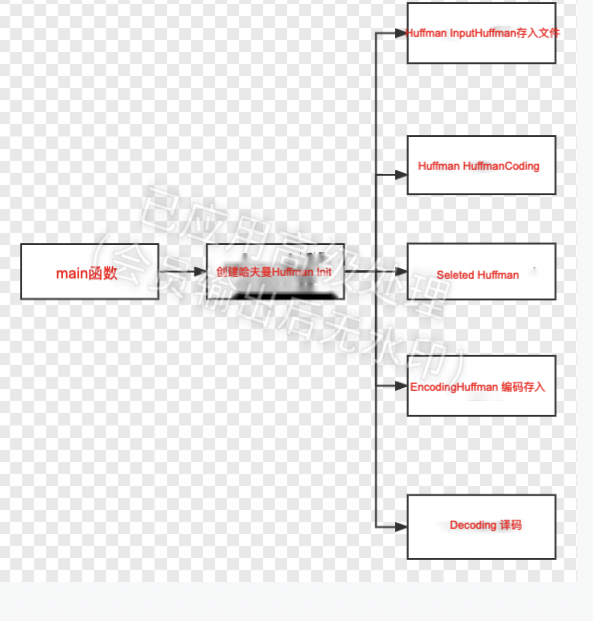 Huffman InputHuffman存入文件
Huffman HuffmanCoding
main函数
创建哈夫曼Huffman Init
Seleted Huffman
EncodingHuffman 编码存入
Decoding 译码
已应用高级处理
（会员输出后无水印）